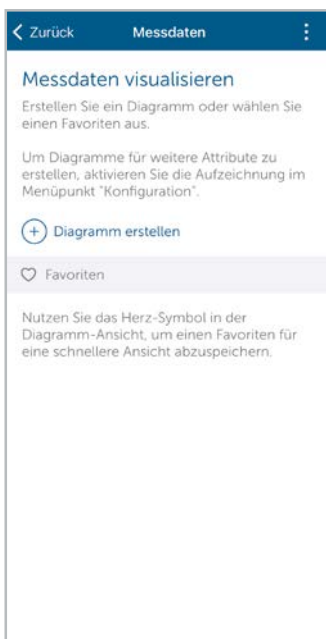 Zurück Messdaten
Messdaten visualisieren
Erstellen Sie ein Diagramm oder wählen Sie
einen Favoriten aus.
Um Diagramme für weitere Attribute zu
erstellen, aktivieren Sie die Aufzeichnung im
Menüpunkt "Konfiguration".
Diagramm erstellen
Favoriten
Nutzen Sie das Herz-Symbol in der
Diagramm-Ansicht, um einen Favoriten für
eine schnellere Ansicht abzuspeichern.